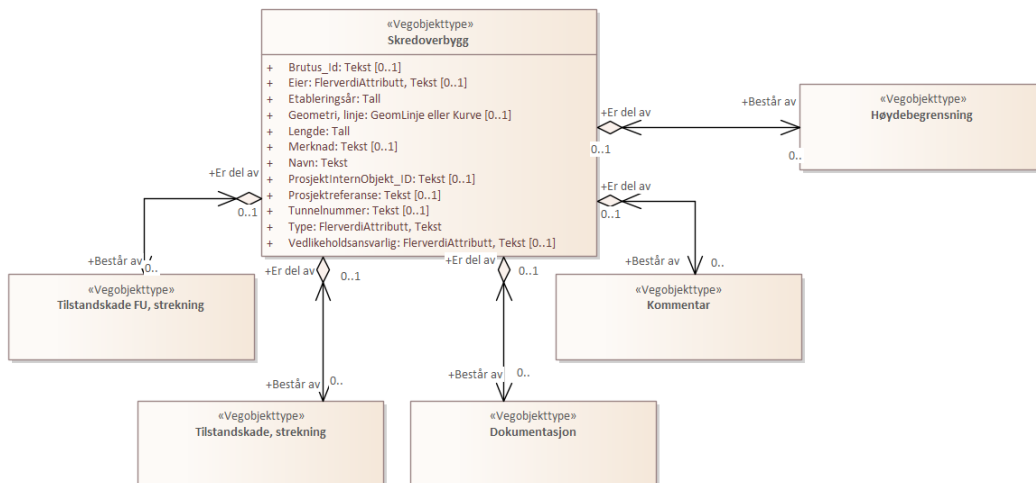 «Vegobjekttype»
Skredoverbygg
+ Brutus_Id: Tekst [0..1]
+ Eier: FlerverdiAttributt, Tekst [0..1]
+ Etableringsår: Tall
+ Geometri, linje: GeomLinje eller Kurve [0..1]
+ Lengde: Tall
+ Merknad: Tekst [0..1]
+ Navn: Tekst
+ ProsjektInternObjekt_ID: Tekst [0..1]
+ Prosjektreferanse: Tekst [0..1]
+ Tunnelnummer: Tekst [0..1]
+ Type: FlerverdiAttributt, Tekst
+ Vedlikeholdsansvarlig: FlerverdiAttributt, Tekst [0..1]
+Er del av
0..1
+Består av
0..
«Vegobjekttype»
Høydebegrensning
+Er del av
0..1
+Består av
0..
«Vegobjekttype»
Kommentar
+Er del av
0..1
+Består av
0..
«Vegobjekttype»
Tilstandskade FU, strekning
+Er del av
0..1
+Består av
0..
«Vegobjekttype»
Tilstandskade, strekning
+Er del av
0..1
+Består av
0..
«Vegobjekttype»
Dokumentasjon